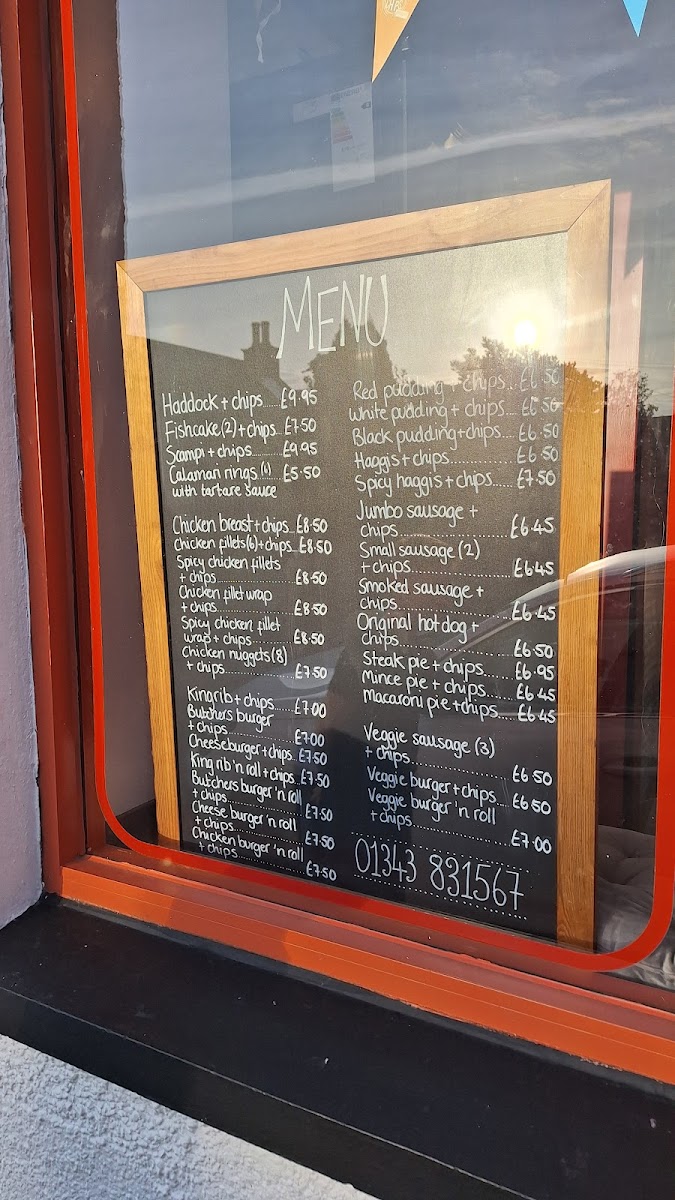 MENU
Haddock + chips......£9.95
Fishcake.(2)+chips...£7.50
Scampi + chips..........£9.95
Calamari rings.(6)...£5.50
with tartare sauce
Chicken breast+chips..£8.50
Chicken fillets(6)+chips...£8.50
Spicy chicken fillets
+ chips....................£8.50
Chicken fillet wrap
+ chips....................£8.50
Spicy chicken fillet
wrap + chips...........£8.50
Chicken nuggets(8)
+ chips....................£7.50
King rib + chips.......£7.00
Butchers burger
+ chips....................£7.00
Cheeseburger+chips..£7.50
King rib 'n roll + chips...£7.50
Butchers burger 'n roll
+ chips....................£7.50
Cheese burger 'n roll
+ chips....................£7.50
Chicken burger 'n roll
+ chips....................£7.50
Red pudding + chips....£6.50
White pudding + chips....£6.50
Black pudding+chips....£6.50
Haggis + chips................£6.50
Spicy haggis + chips.......£7.50
Jumbo sausage +
chips........................£6.45
Small sausage (2)
+ chips.....................£6.45
Smoked sausage +
chips........................£6.45
Original hot dog +
chips........................£6.50
Steak pie + chips........£6.95
Mince pie + chips.......£6.45
Macaroni pie +chips....£6.45
Veggie sausage (3)
+ chips.....................£6.50
Veggie burger+chips...£6.50
Veggie burger 'n roll
+ chips.....................£7.00
01343 831567